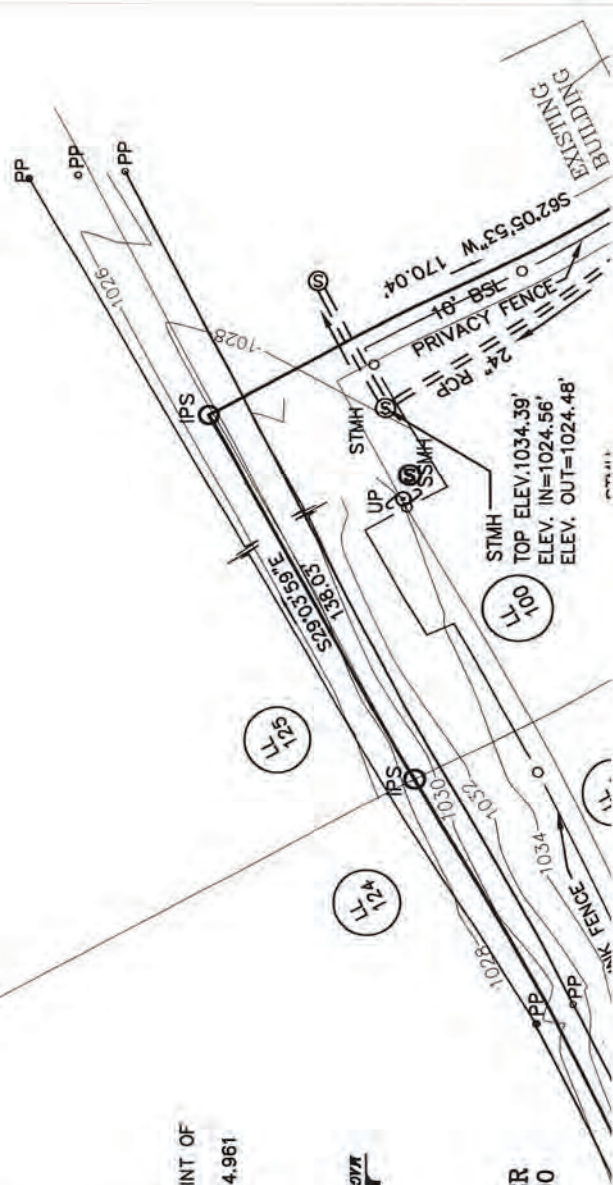 PP
PP
PP
1026
1028
IPS
S29°03'59"E
138.03'
STMH
SSMH
UP
10' BSL
PRIVACY FENCE
24" RCP
S62°05'53"W
170.04'
EXISTING
BUILDING
STMH
TOP ELEV.1034.39'
ELEV. IN=1024.56'
ELEV. OUT=1024.48'
LL
100
LL
125
IPS
1030
1032
1034
LL
124
1028
PP
PP
FENCE
INT OF
4.961
R
0